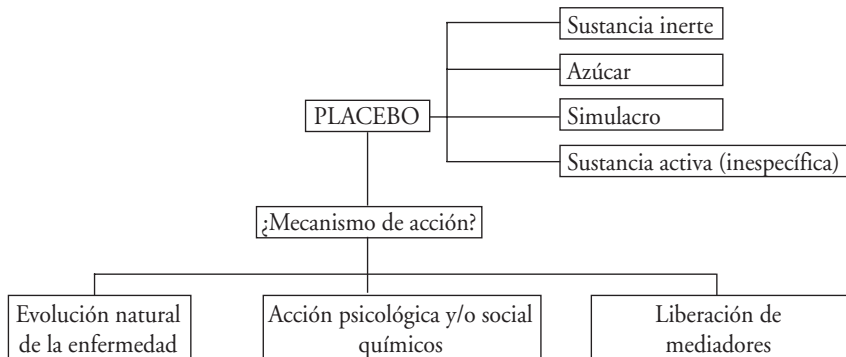 Sustancia inerte
Azúcar
PLACEBO
Simulacro
Sustancia activa (inespecífica)
¿Mecanismo de acción?
Evolución natural
de la enfermedad
Acción psicológica y/o social
químicos
Liberación de
mediadores